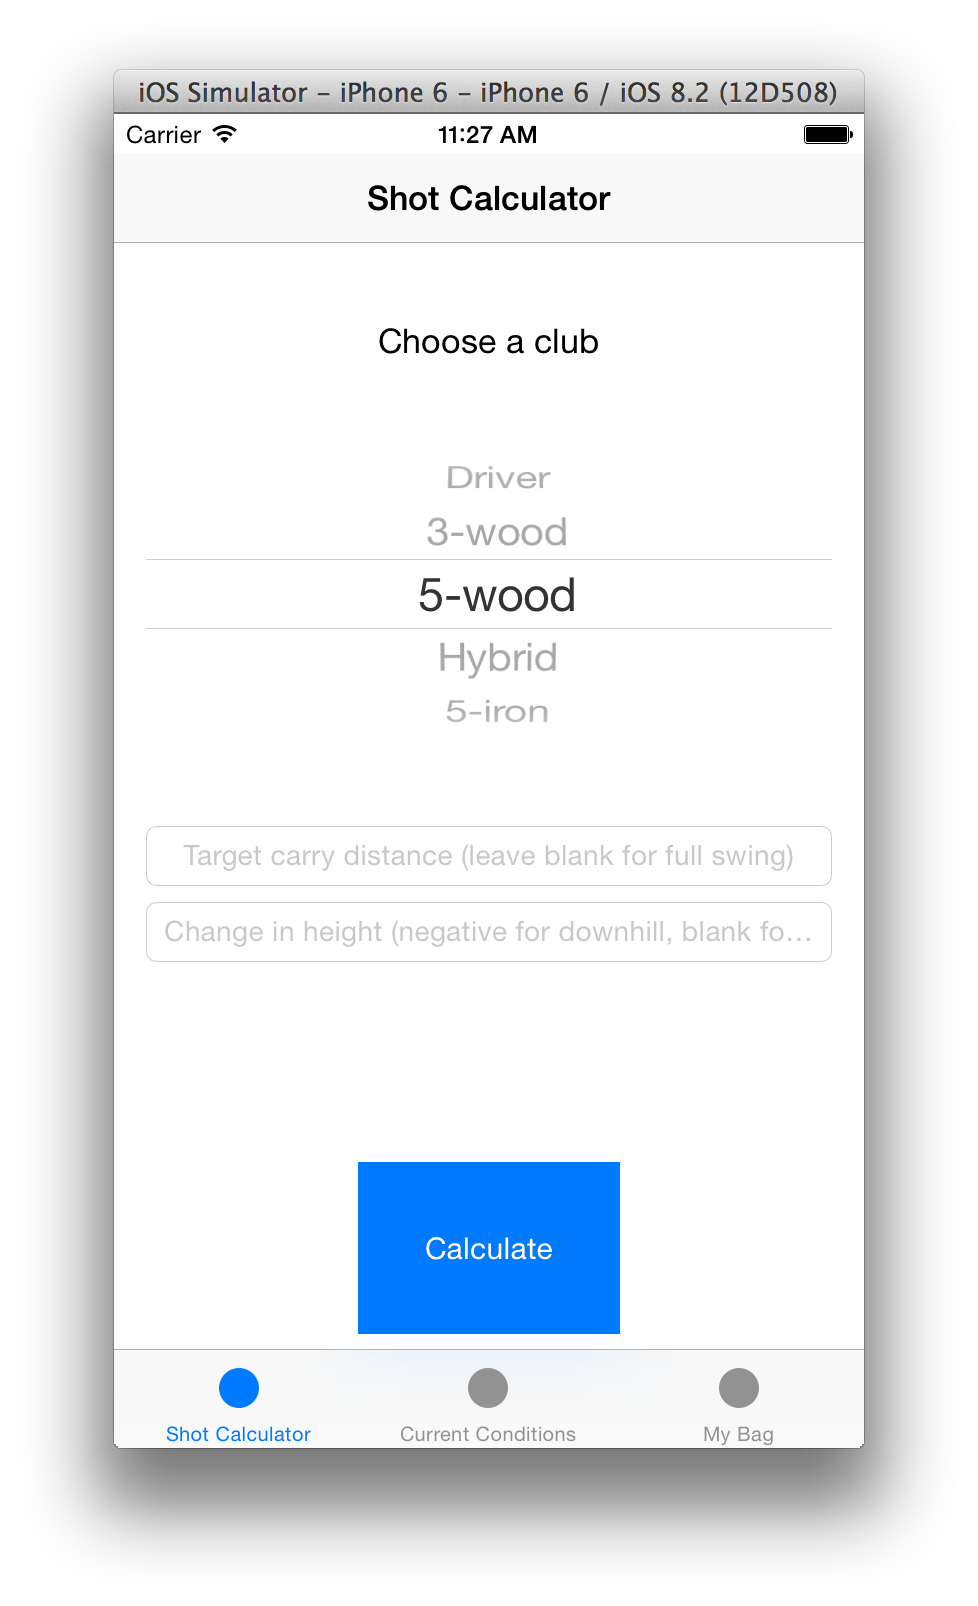 iOS Simulator – iPhone 6 – iPhone 6 / iOS 8.2 (12D508)
Carrier 11:27 AM
Shot Calculator
Choose a club
Driver
3-wood
5-wood
Hybrid
5-iron
Target carry distance (leave blank for full swing)
Change in height (negative for downhill, blank fo…
Calculate
Shot Calculator Current Conditions My Bag